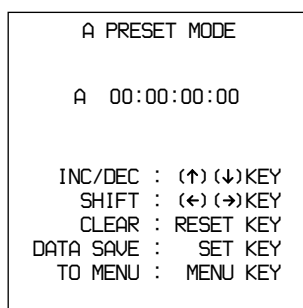 A PRESET MODE
A 00:00:00:00
INC/DEC : (↑)(↓)KEY
SHIFT : (←)(→)KEY
CLEAR : RESET KEY
DATA SAVE : SET KEY
TO MENU : MENU KEY